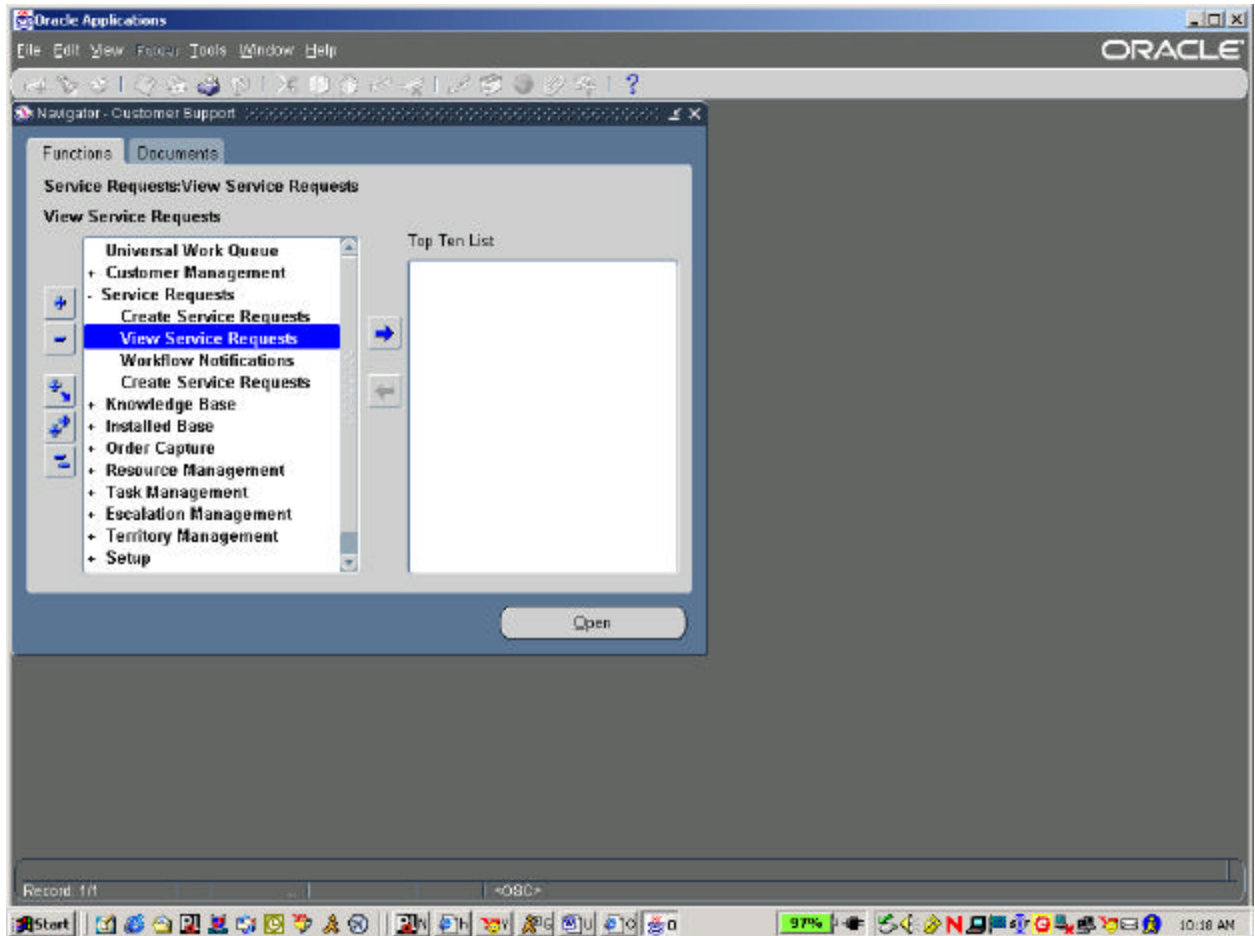 Oracle Applications
File Edit View Folder Tools Window Help
ORACLE
Navigator - Customer Support
Functions Documents
Service Requests:View Service Requests
View Service Requests
Top Ten List
Universal Work Queue
+ Customer Management
- Service Requests
Create Service Requests
View Service Requests
Workflow Notifications
Create Service Requests
+ Knowledge Base
+ Installed Base
+ Order Capture
+ Resource Management
+ Task Management
+ Escalation Management
+ Territory Management
+ Setup
Open
Record: 1/1 ... <OSC>
Start 97% 10:18 AM